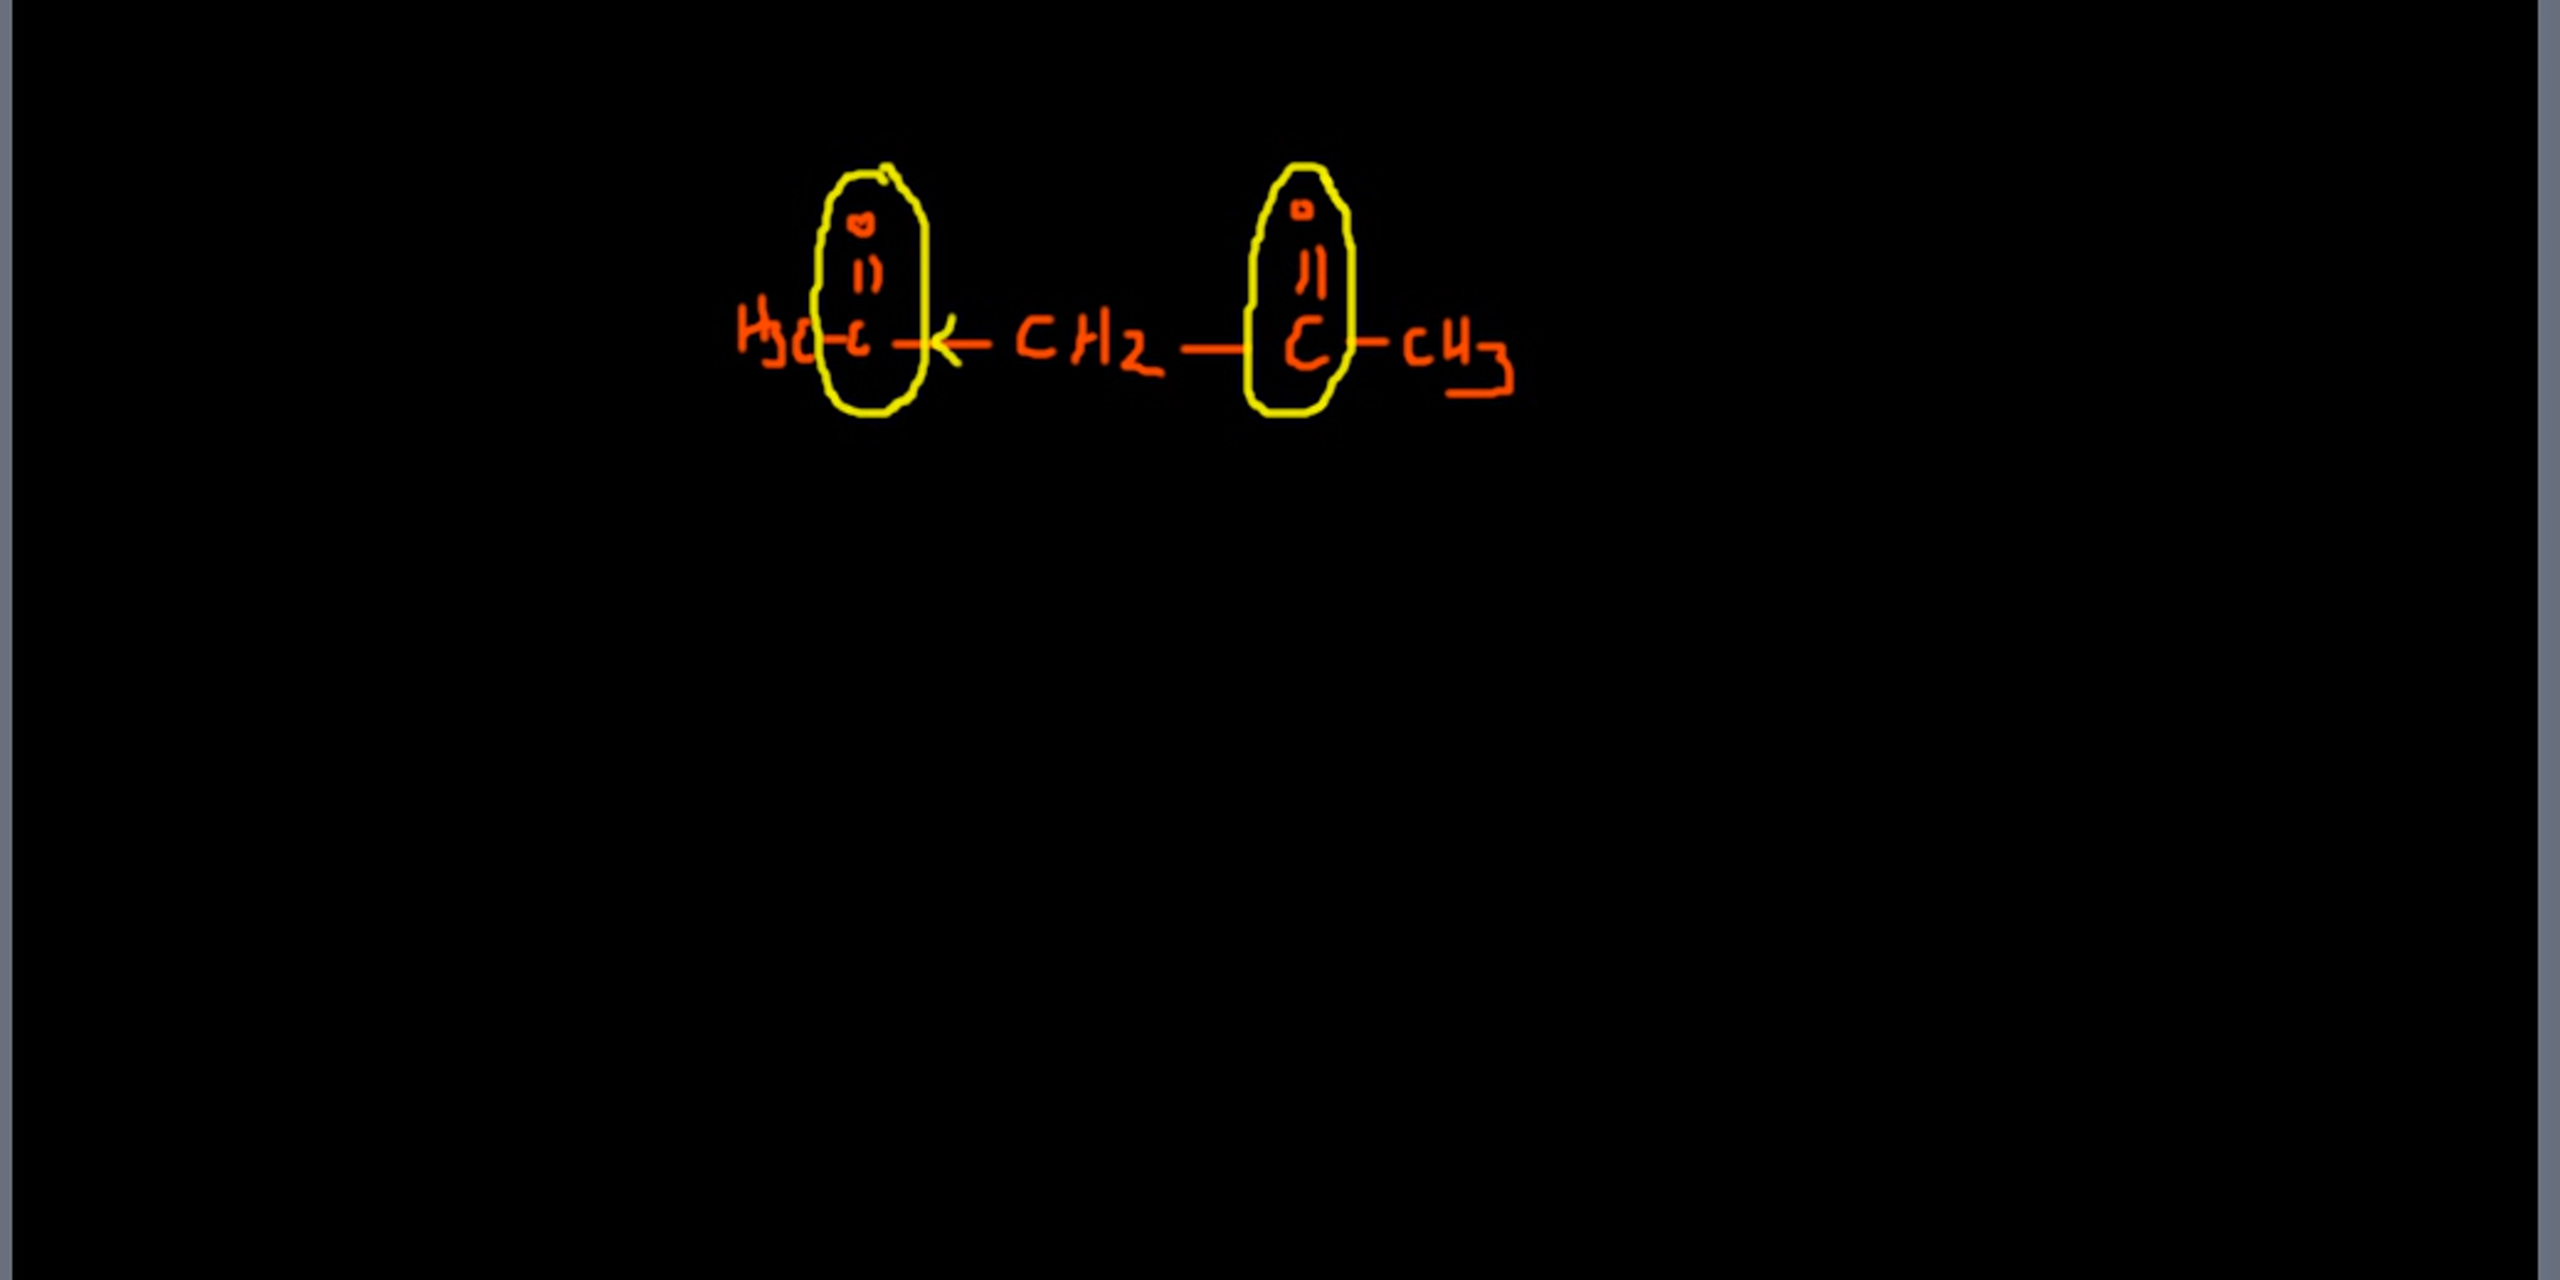 O O
|| ||
H3C-C — CH2 — C-CH3